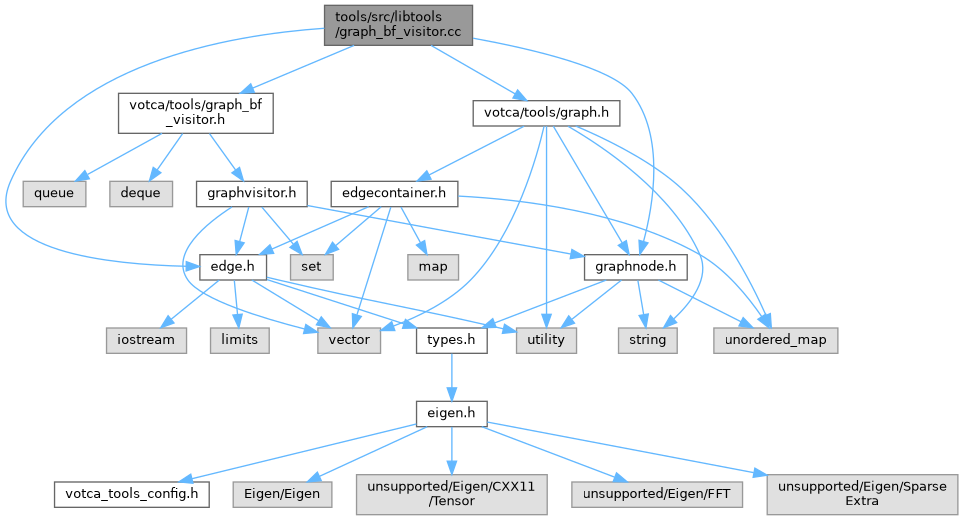 tools/src/libtools
/graph_bf_visitor.cc
votca/tools/graph_bf
_visitor.h
votca/tools/graph.h
queue
deque
graphvisitor.h
edgecontainer.h
edge.h
set
map
graphnode.h
iostream
limits
vector
types.h
utility
string
unordered_map
eigen.h
votca_tools_config.h
Eigen/Eigen
unsupported/Eigen/CXX11
/Tensor
unsupported/Eigen/FFT
unsupported/Eigen/Sparse
Extra